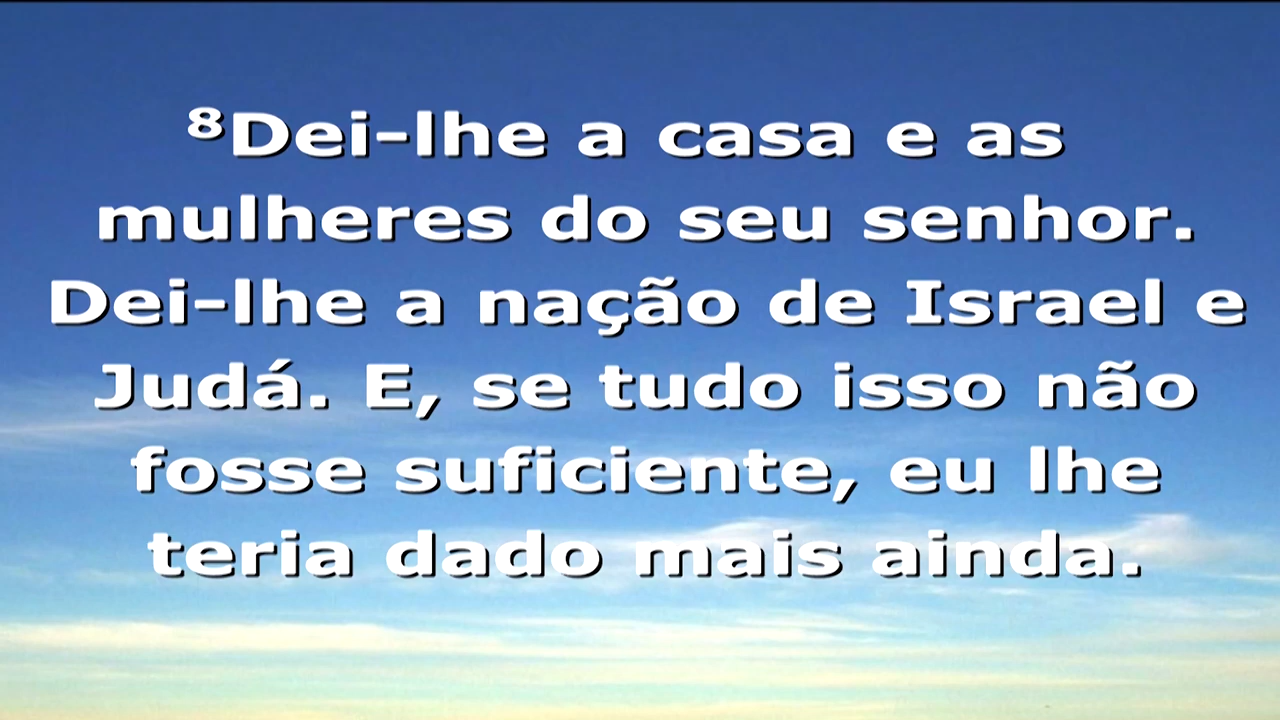 ⁸Dei-lhe a casa e as
mulheres do seu senhor.
Dei-lhe a nação de Israel e
Judá. E, se tudo isso não
fosse suficiente, eu lhe
teria dado mais ainda.